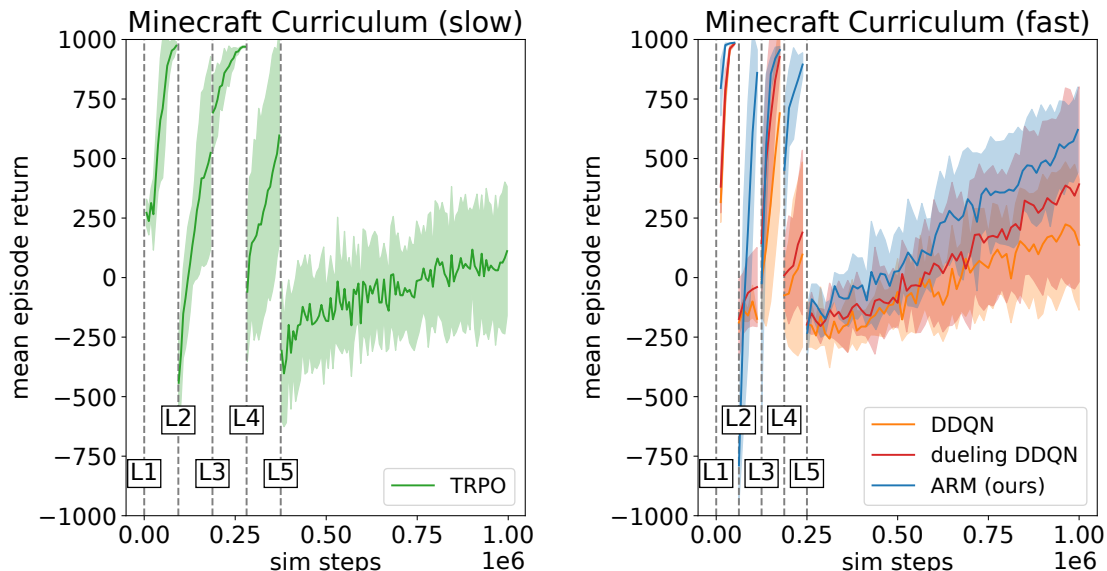 Minecraft Curriculum (slow)
mean episode return
1000
750
500
250
0
−250
−500
−750
−1000
L1
L2
L3
L4
L5
TRPO
0.00
0.25
0.50
0.75
1.00
1e6
sim steps
Minecraft Curriculum (fast)
mean episode return
1000
750
500
250
0
−250
−500
−750
−1000
L1
L2
L3
L4
L5
DDQN
dueling DDQN
ARM (ours)
0.00
0.25
0.50
0.75
1.00
1e6
sim steps